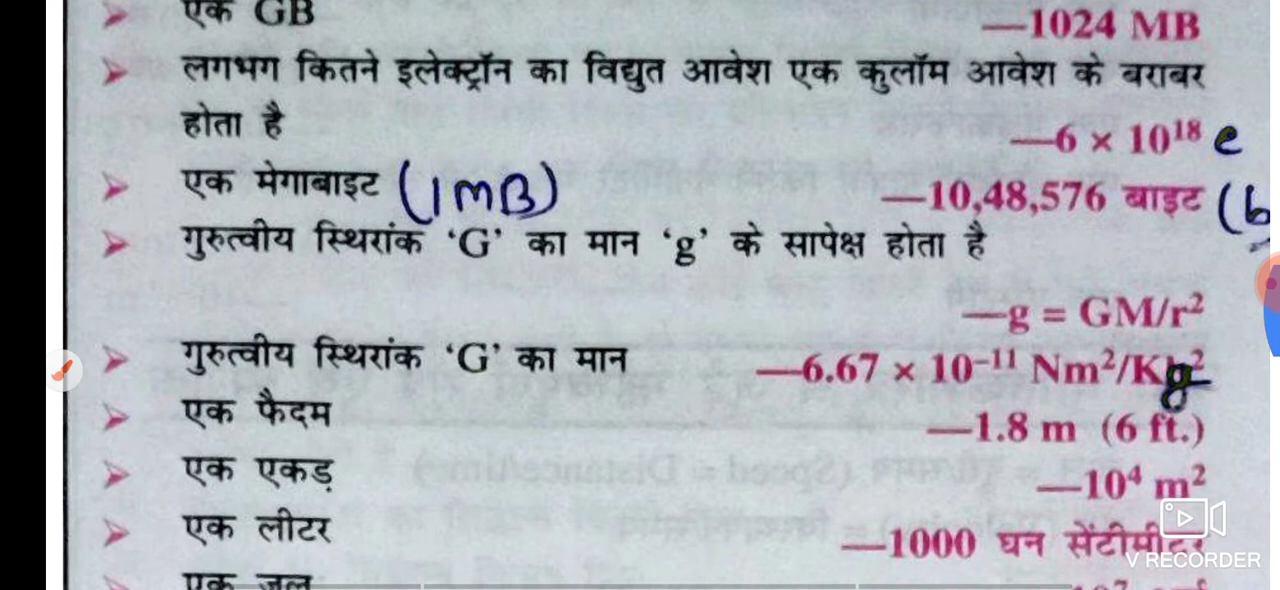 एक GB —1024 MB
लगभग कितने इलेक्ट्रॉन का विद्युत आवेश एक कुलॉम आवेश के बराबर
होता है —6 × 10¹⁸ e
एक मेगाबाइट (1MB) —10,48,576 बाइट (b
गुरुत्वीय स्थिरांक ‘G’ का मान ‘g’ के सापेक्ष होता है
—g = GM/r²
गुरुत्वीय स्थिरांक ‘G’ का मान —6.67 × 10⁻¹¹ Nm²/Kg²
एक फैदम —1.8 m (6 ft.)
एक एकड़ —10⁴ m²
एक लीटर —1000 घन सेंटीमीटर
V RECORDER
एक जूल